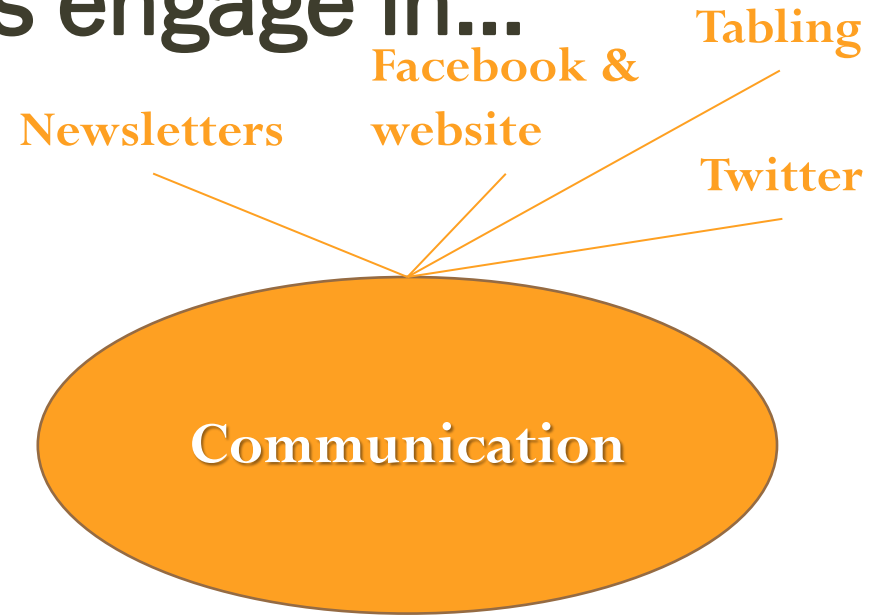 s engage in...
Tabling
Facebook &
website
Newsletters
Twitter
Communication